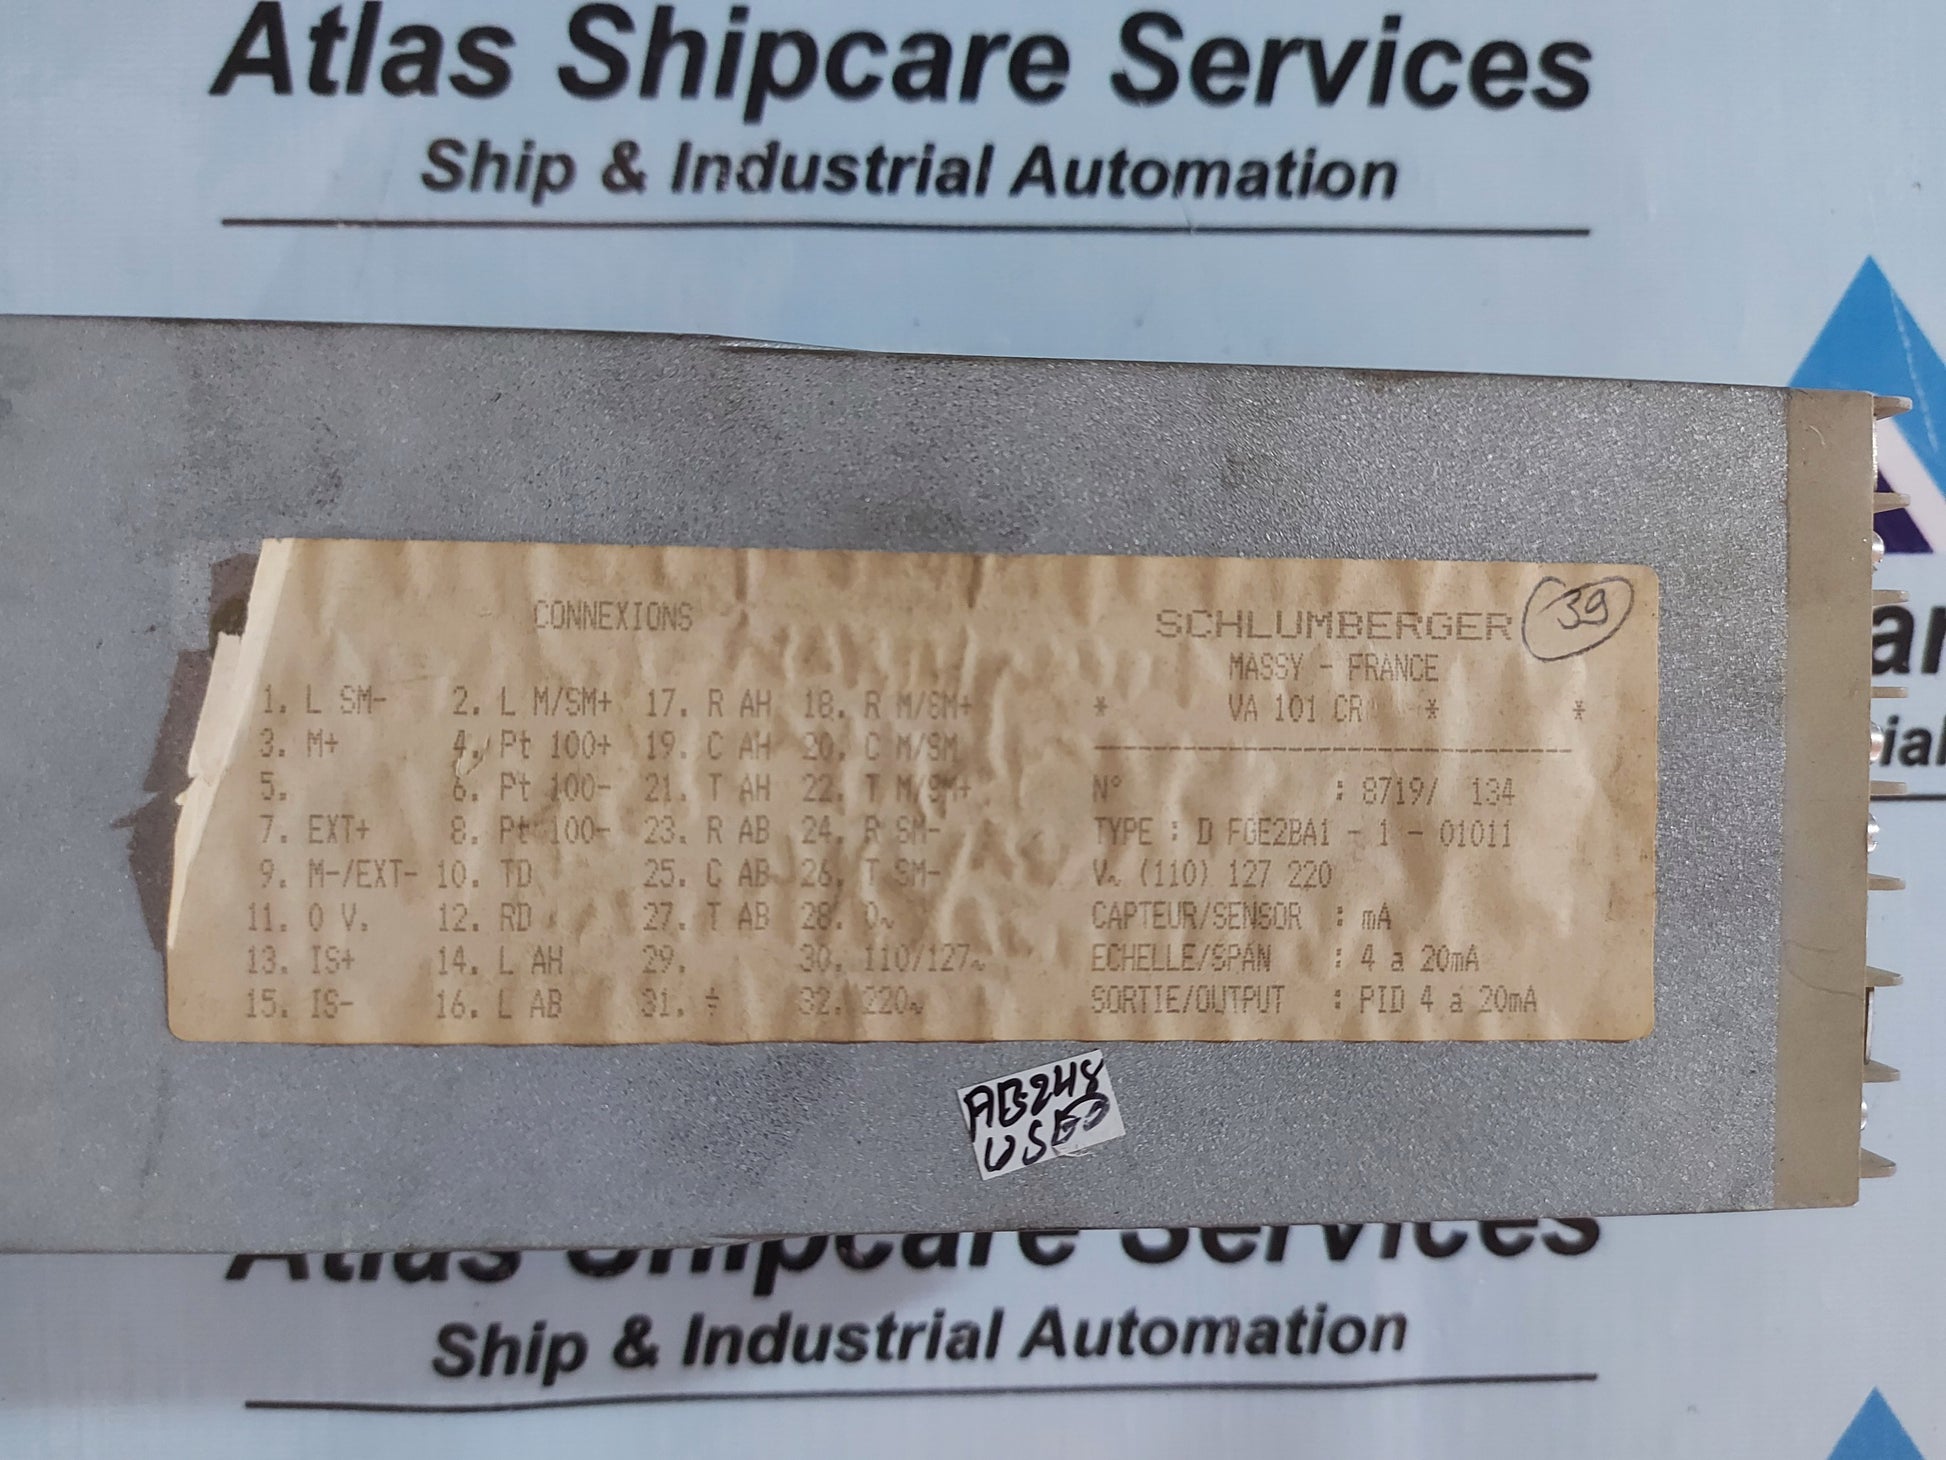 Atlas Shipcare Services
Ship & Industrial Automation
CONNEXIONS
1. L SM- 2. L M/SM+ 17. R AH 18. R M/SM+
3. M+ 4. Pt 100+ 19. C AH 20. C M/SM
5. 6. Pt 100- 21. T AH 22. T M/SM+
7. EXT+ 8. Pt 100- 23. R AB 24. R SM-
9. M-/EXT- 10. TD 25. C AB 26. T SM-
11. 0 V. 12. RD 27. T AB 28. 0~
13. IS+ 14. L AH 29. 30. 110/127~
15. IS- 16. L AB 31. ÷ 32. 220~
SCHLUMBERGER 39
MASSY - FRANCE
* VA 101 CR * *
--------------------------------
N° : 8719/ 134
TYPE : D FGE2BA1 - 1 - 01011
V~ (110) 127 220
CAPTEUR/SENSOR : mA
ECHELLE/SPAN : 4 a 20mA
SORTIE/OUTPUT : PID 4 a 20mA
AB248
USED
Atlas Shipcare Services
Ship & Industrial Automation